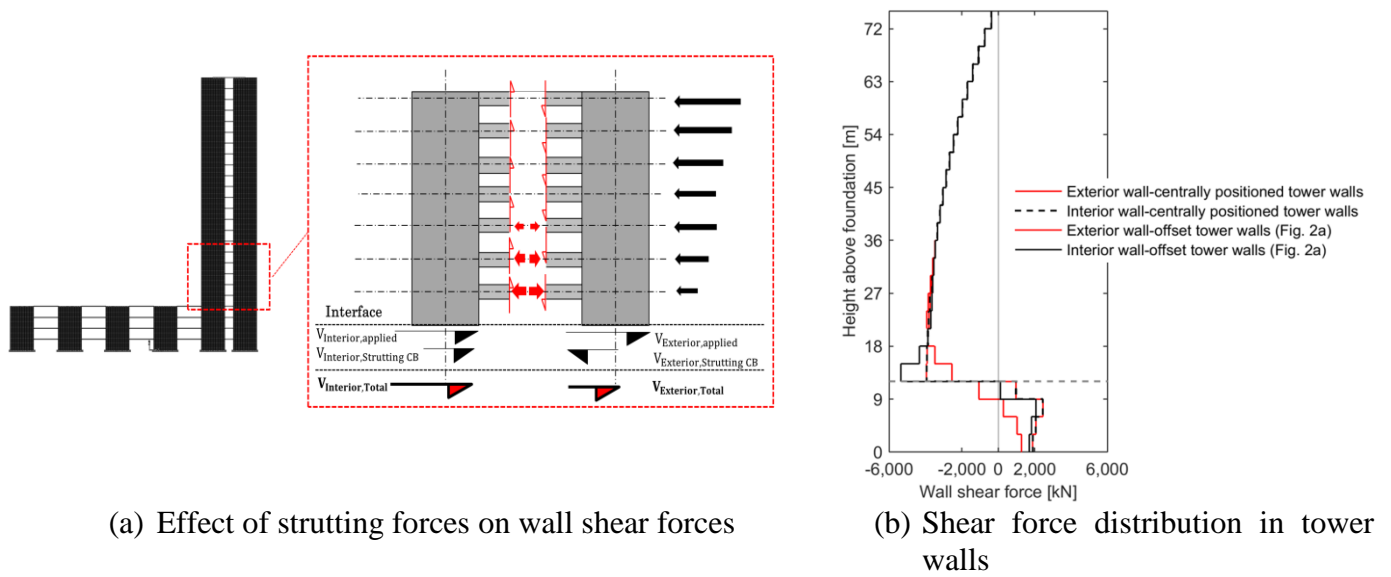 Interface
V_Interior,applied
V_Interior,Strutting CB
V_Interior,Total
V_Exterior,applied
V_Exterior,Strutting CB
V_Exterior,Total
(a) Effect of strutting forces on wall shear forces
Height above foundation [m]
72
63
54
45
36
27
18
9
0
-6,000
-2,000
0
2,000
6,000
Wall shear force [kN]
Exterior wall-centrally positioned tower walls
Interior wall-centrally positioned tower walls
Exterior wall-offset tower walls (Fig. 2a)
Interior wall-offset tower walls (Fig. 2a)
(b) Shear force distribution in tower
walls